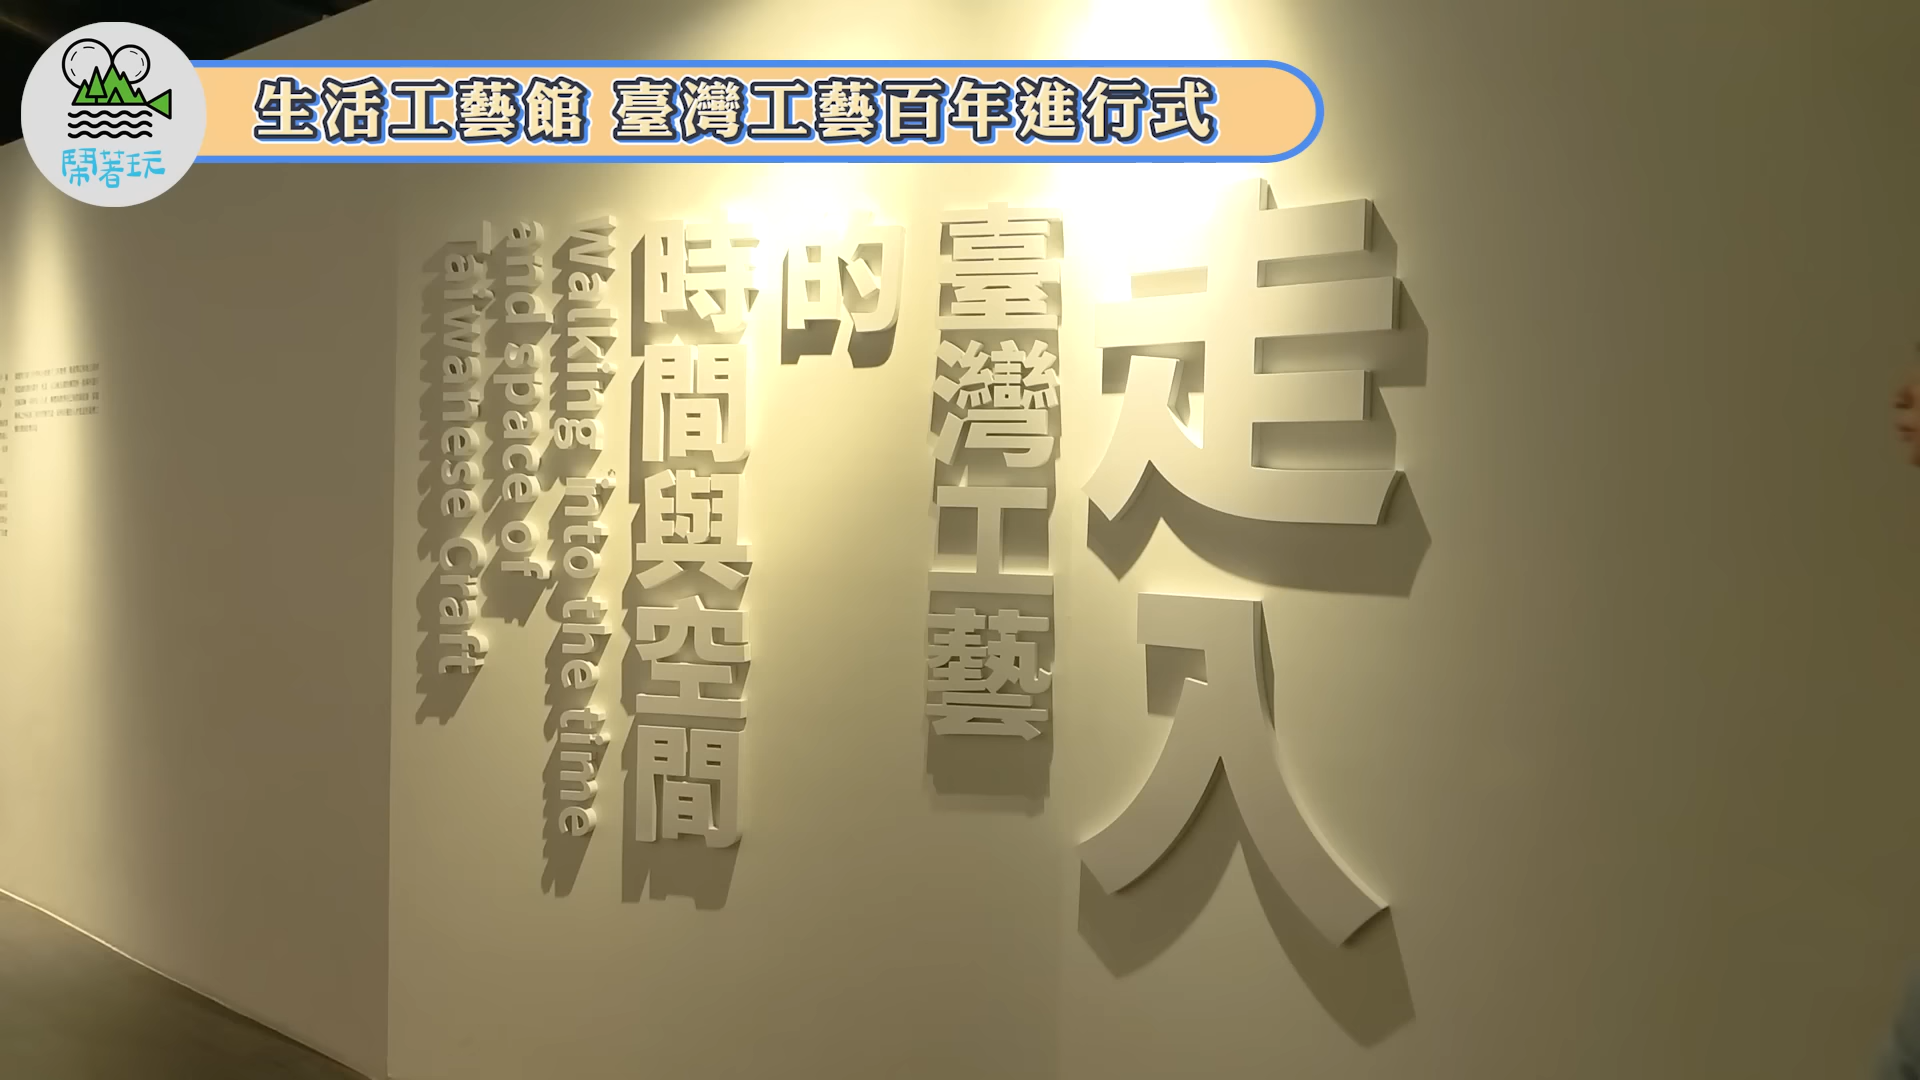 生活工藝館 臺灣工藝百年進行式
鬧著玩
走入
臺灣工藝
的
時間與空間
Walking into the time
and space of
Taiwanese Craft